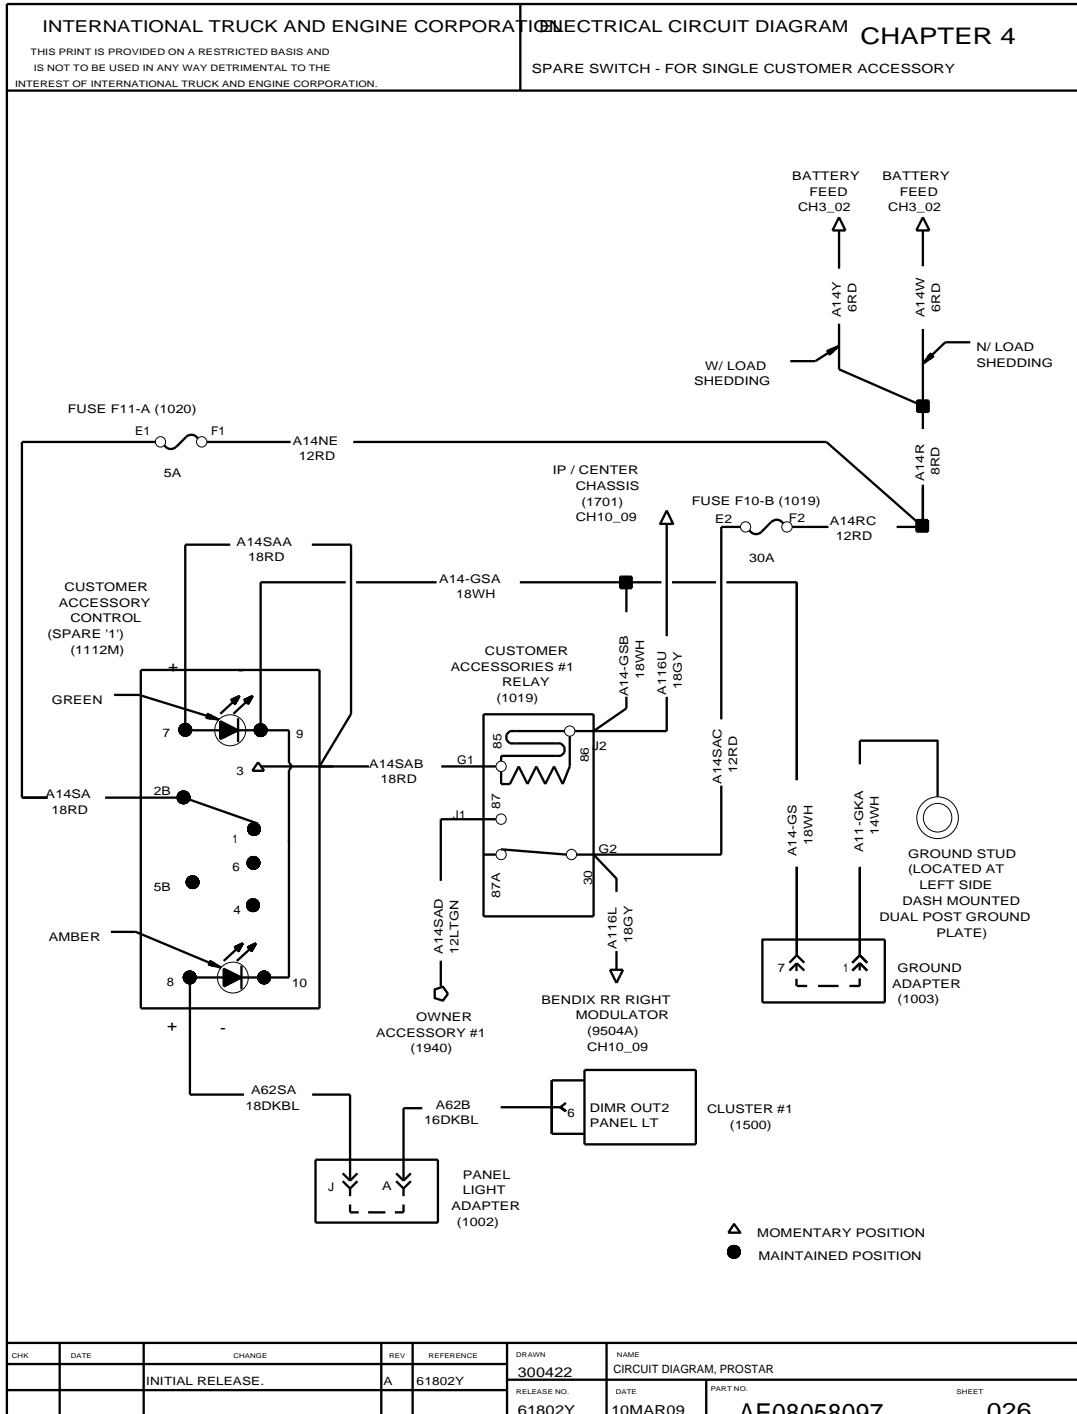 INTERNATIONAL TRUCK AND ENGINE CORPORATION
THIS PRINT IS PROVIDED ON A RESTRICTED BASIS AND
IS NOT TO BE USED IN ANY WAY DETRIMENTAL TO THE
INTEREST OF INTERNATIONAL TRUCK AND ENGINE CORPORATION.
ELECTRICAL CIRCUIT DIAGRAM
CHAPTER 4
SPARE SWITCH - FOR SINGLE CUSTOMER ACCESSORY
BATTERY
FEED
CH3_02
BATTERY
FEED
CH3_02
A14Y
6RD
A14W
6RD
W/ LOAD
SHEDDING
N/ LOAD
SHEDDING
FUSE F11-A (1020)
E1
F1
5A
A14NE
12RD
A14R
8RD
IP / CENTER
CHASSIS
(1701)
CH10_09
FUSE F10-B (1019)
E2
F2
30A
A14RC
12RD
A14SAA
18RD
A14-GSA
18WH
CUSTOMER
ACCESSORY
CONTROL
(SPARE '1')
(1112M)
+
-
GREEN
7
9
3
A14SA
18RD
2B
1
6
5B
4
AMBER
8
10
+
-
A14SAB
18RD
CUSTOMER
ACCESSORIES #1
RELAY
(1019)
A14-GSB
18WH
A116U
18GY
85
86
J2
G1
87
J1
87A
30
G2
A14SAC
12RD
A14SAD
12LTGN
A116L
18GY
OWNER
ACCESSORY #1
(1940)
BENDIX RR RIGHT
MODULATOR
(9504A)
CH10_09
A14-GS
18WH
A11-GKA
14WH
GROUND STUD
(LOCATED AT
LEFT SIDE
DASH MOUNTED
DUAL POST GROUND
PLATE)
7
1
GROUND
ADAPTER
(1003)
A62SA
18DKBL
A62B
16DKBL
6
DIMR OUT2
PANEL LT
CLUSTER #1
(1500)
J
A
PANEL
LIGHT
ADAPTER
(1002)
MOMENTARY POSITION
MAINTAINED POSITION
CHK
DATE
CHANGE
REV
REFERENCE
INITIAL RELEASE.
A
61802Y
DRAWN
300422
NAME
CIRCUIT DIAGRAM, PROSTAR
RELEASE NO.
61802Y
DATE
10MAR09
PART NO.
AE08058097
SHEET
026